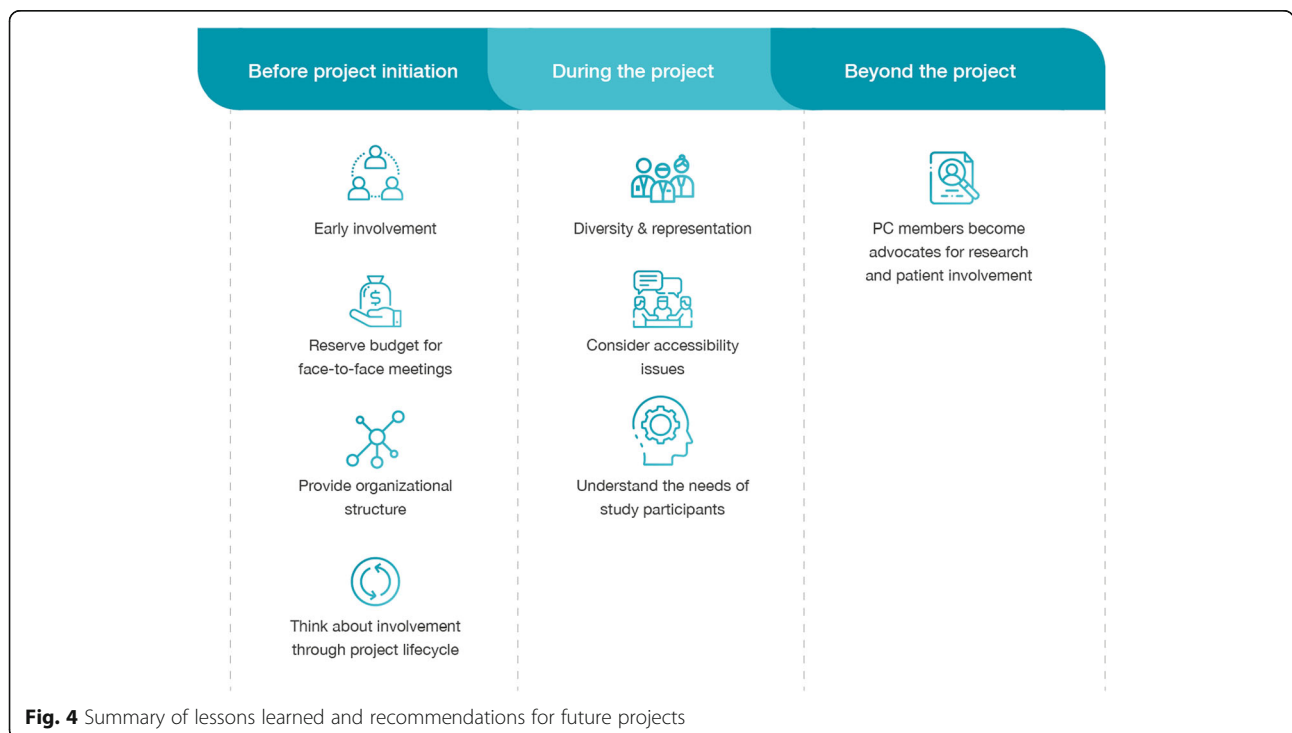 Before project initiation
During the project
Beyond the project
Early involvement
Reserve budget for
face-to-face meetings
Provide organizational
structure
Think about involvement
through project lifecycle
Diversity & representation
Consider accessibility
issues
Understand the needs of
study participants
PC members become
advocates for research
and patient involvement
$
Fig. 4 Summary of lessons learned and recommendations for future projects